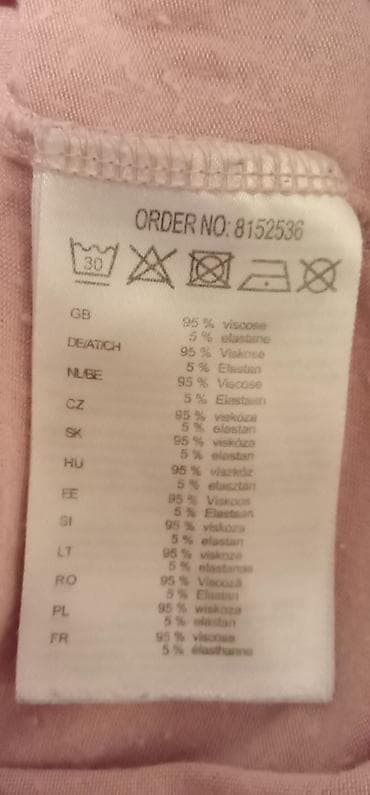 ORDER NO: 8152536
30
GB 95 % viscose
5 % elastane
DE/AT/CH 95 % Viskose
5 % Elastan
NL/BE 95 % Viscose
5 % Elastaan
CZ 95 % viskóza
5 % elastan
SK 95 % viskóza
5 % elastan
HU 95 % viszkóz
5 % elasztán
EE 95 % Viskoos
5 % Elastaan
SI 95 % viskoza
5 % elastan
LT 95 % viskozė
5 % elastanas
RO 95 % Viscoză
5 % Elastan
PL 95 % wiskoza
5 % elastan
FR 95 % viscose
5 % élasthanne